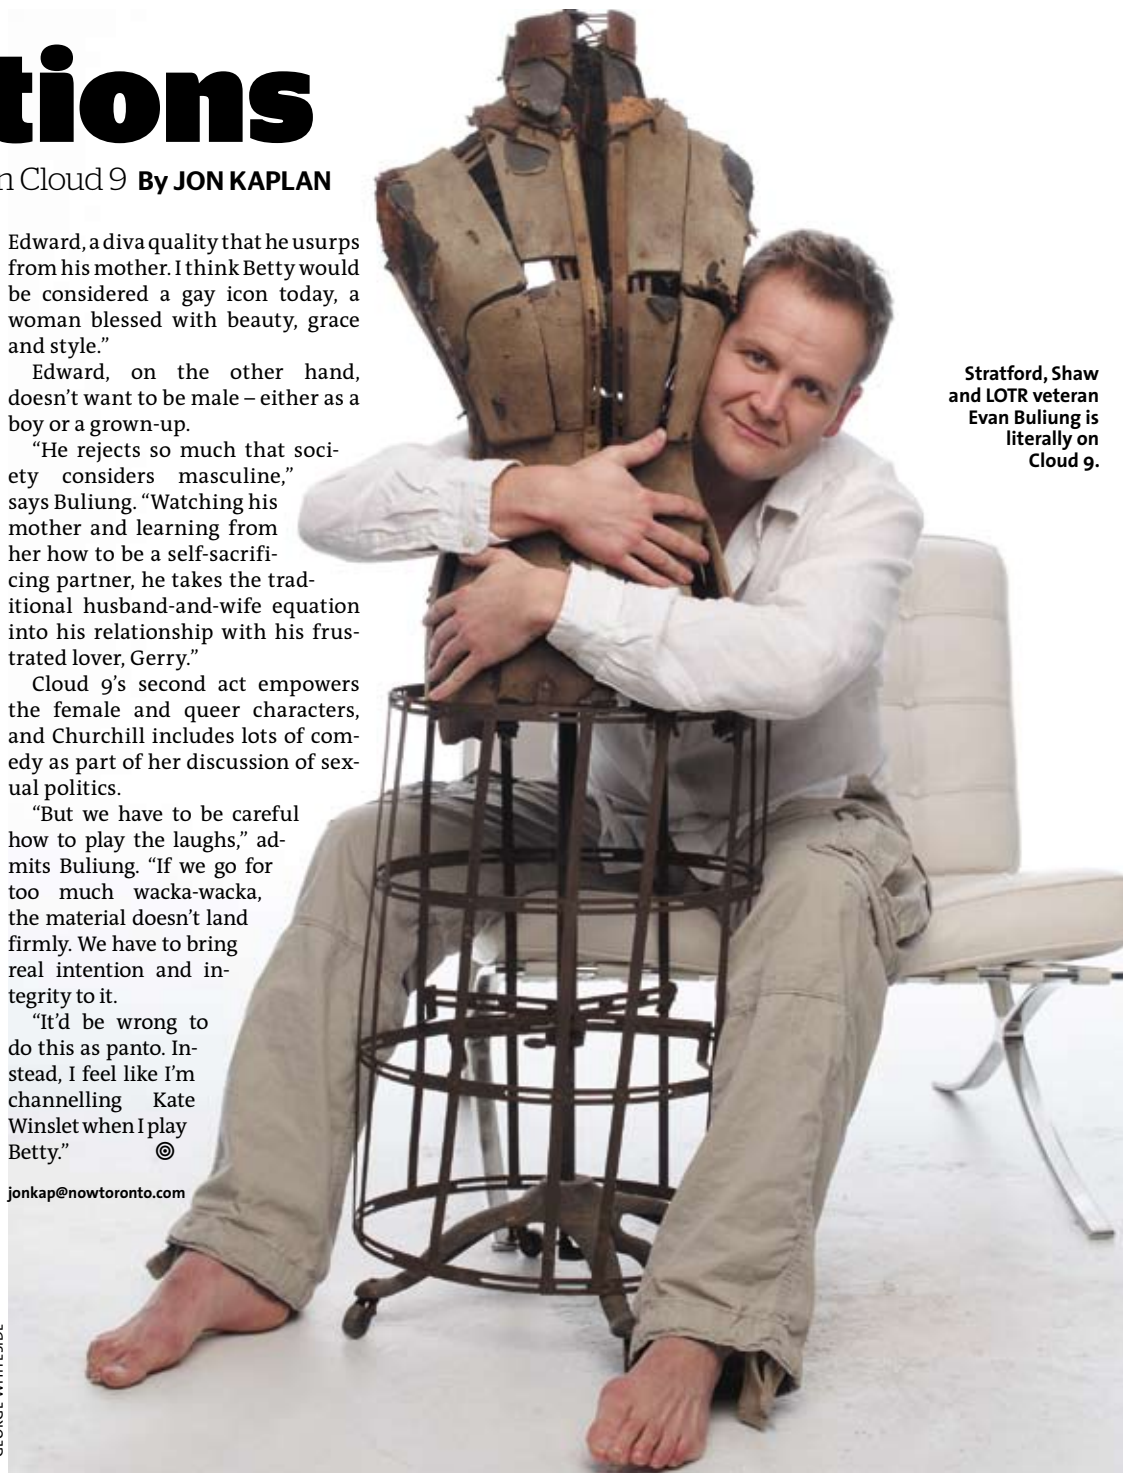 tions
n Cloud 9 By JON KAPLAN
Edward, a diva quality that he usurps
from his mother. I think Betty would
be considered a gay icon today, a
woman blessed with beauty, grace
and style.”
Edward, on the other hand,
doesn’t want to be male – either as a
boy or a grown-up.
“He rejects so much that soci-
ety considers masculine,”
says Buliung. “Watching his
mother and learning from
her how to be a self-sacrifi-
cing partner, he takes the trad-
itional husband-and-wife equation
into his relationship with his frus-
trated lover, Gerry.”
Cloud 9’s second act empowers
the female and queer characters,
and Churchill includes lots of com-
edy as part of her discussion of sex-
ual politics.
“But we have to be careful
how to play the laughs,” ad-
mits Buliung. “If we go for
too much wacka-wacka,
the material doesn’t land
firmly. We have to bring
real intention and in-
tegrity to it.
“It’d be wrong to
do this as panto. In-
stead, I feel like I’m
channelling Kate
Winslet when I play
Betty.”
jonkap@nowtoronto.com
Stratford, Shaw
and LOTR veteran
Evan Buliung is
literally on
Cloud 9.
GEORGE WHITESIDE